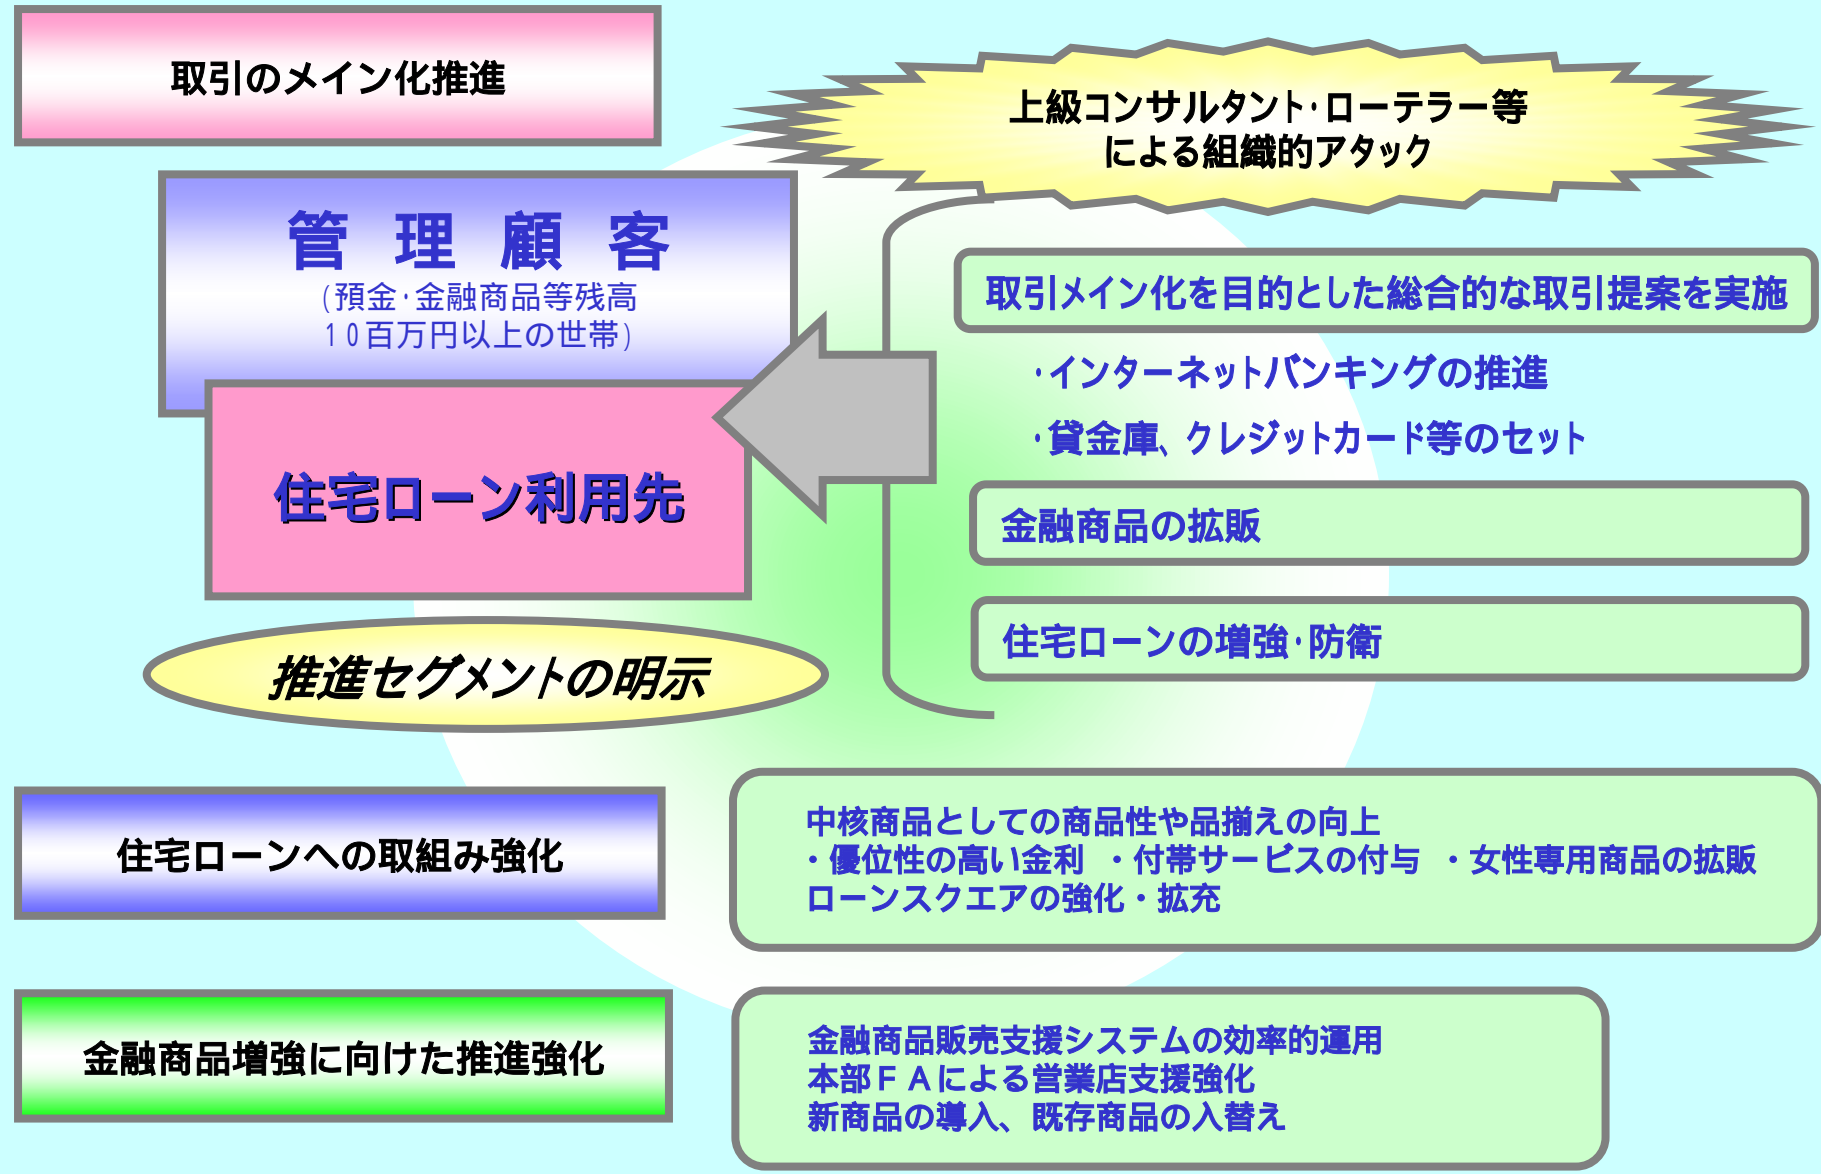 取引のメイン化推進
上級コンサルタント・ローテラー等
による組織的アタック
管理顧客
(預金・金融商品等残高
10百万円以上の世帯)
住宅ローン利用先
推進セグメントの明示
取引メイン化を目的とした総合的な取引提案を実施
・インターネットバンキングの推進
・貸金庫、クレジットカード等のセット
金融商品の拡販
住宅ローンの増強・防衛
住宅ローンへの取組み強化
中核商品としての商品性や品揃えの向上
・優位性の高い金利 ・付帯サービスの付与 ・女性専用商品の拡販
ローンスクエアの強化・拡充
金融商品増強に向けた推進強化
金融商品販売支援システムの効率的運用
本部FAによる営業店支援強化
新商品の導入、既存商品の入替え